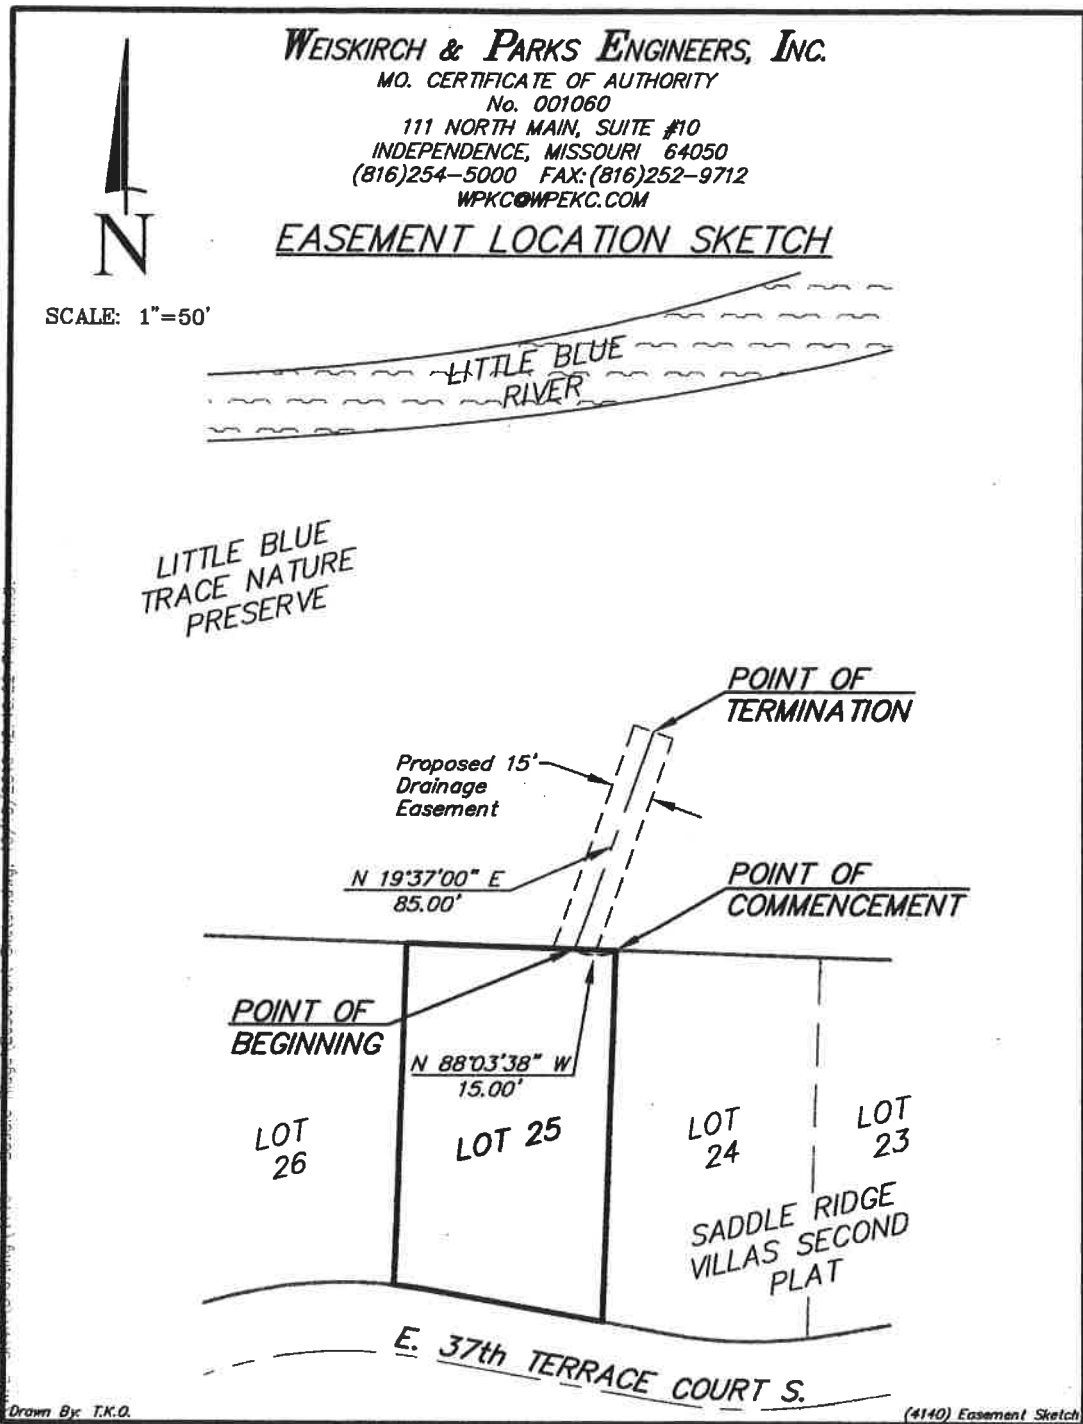 WEISKIRCH & PARKS ENGINEERS, INC.
MO. CERTIFICATE OF AUTHORITY
No. 001060
111 NORTH MAIN, SUITE #10
INDEPENDENCE, MISSOURI 64050
(816)254-5000 FAX:(816)252-9712
WPKC@WPEKC.COM
N
EASEMENT LOCATION SKETCH
SCALE: 1"=50'
LITTLE BLUE
RIVER
LITTLE BLUE
TRACE NATURE
PRESERVE
POINT OF
TERMINATION
Proposed 15'
Drainage
Easement
N 19°37'00" E
85.00'
POINT OF
COMMENCEMENT
POINT OF
BEGINNING
N 88°03'38" W
15.00'
LOT
26
LOT 25
LOT
24
LOT
23
SADDLE RIDGE
VILLAS SECOND
PLAT
E. 37th TERRACE COURT S.
Drawn By: T.K.O.
(4140) Easement Sketch